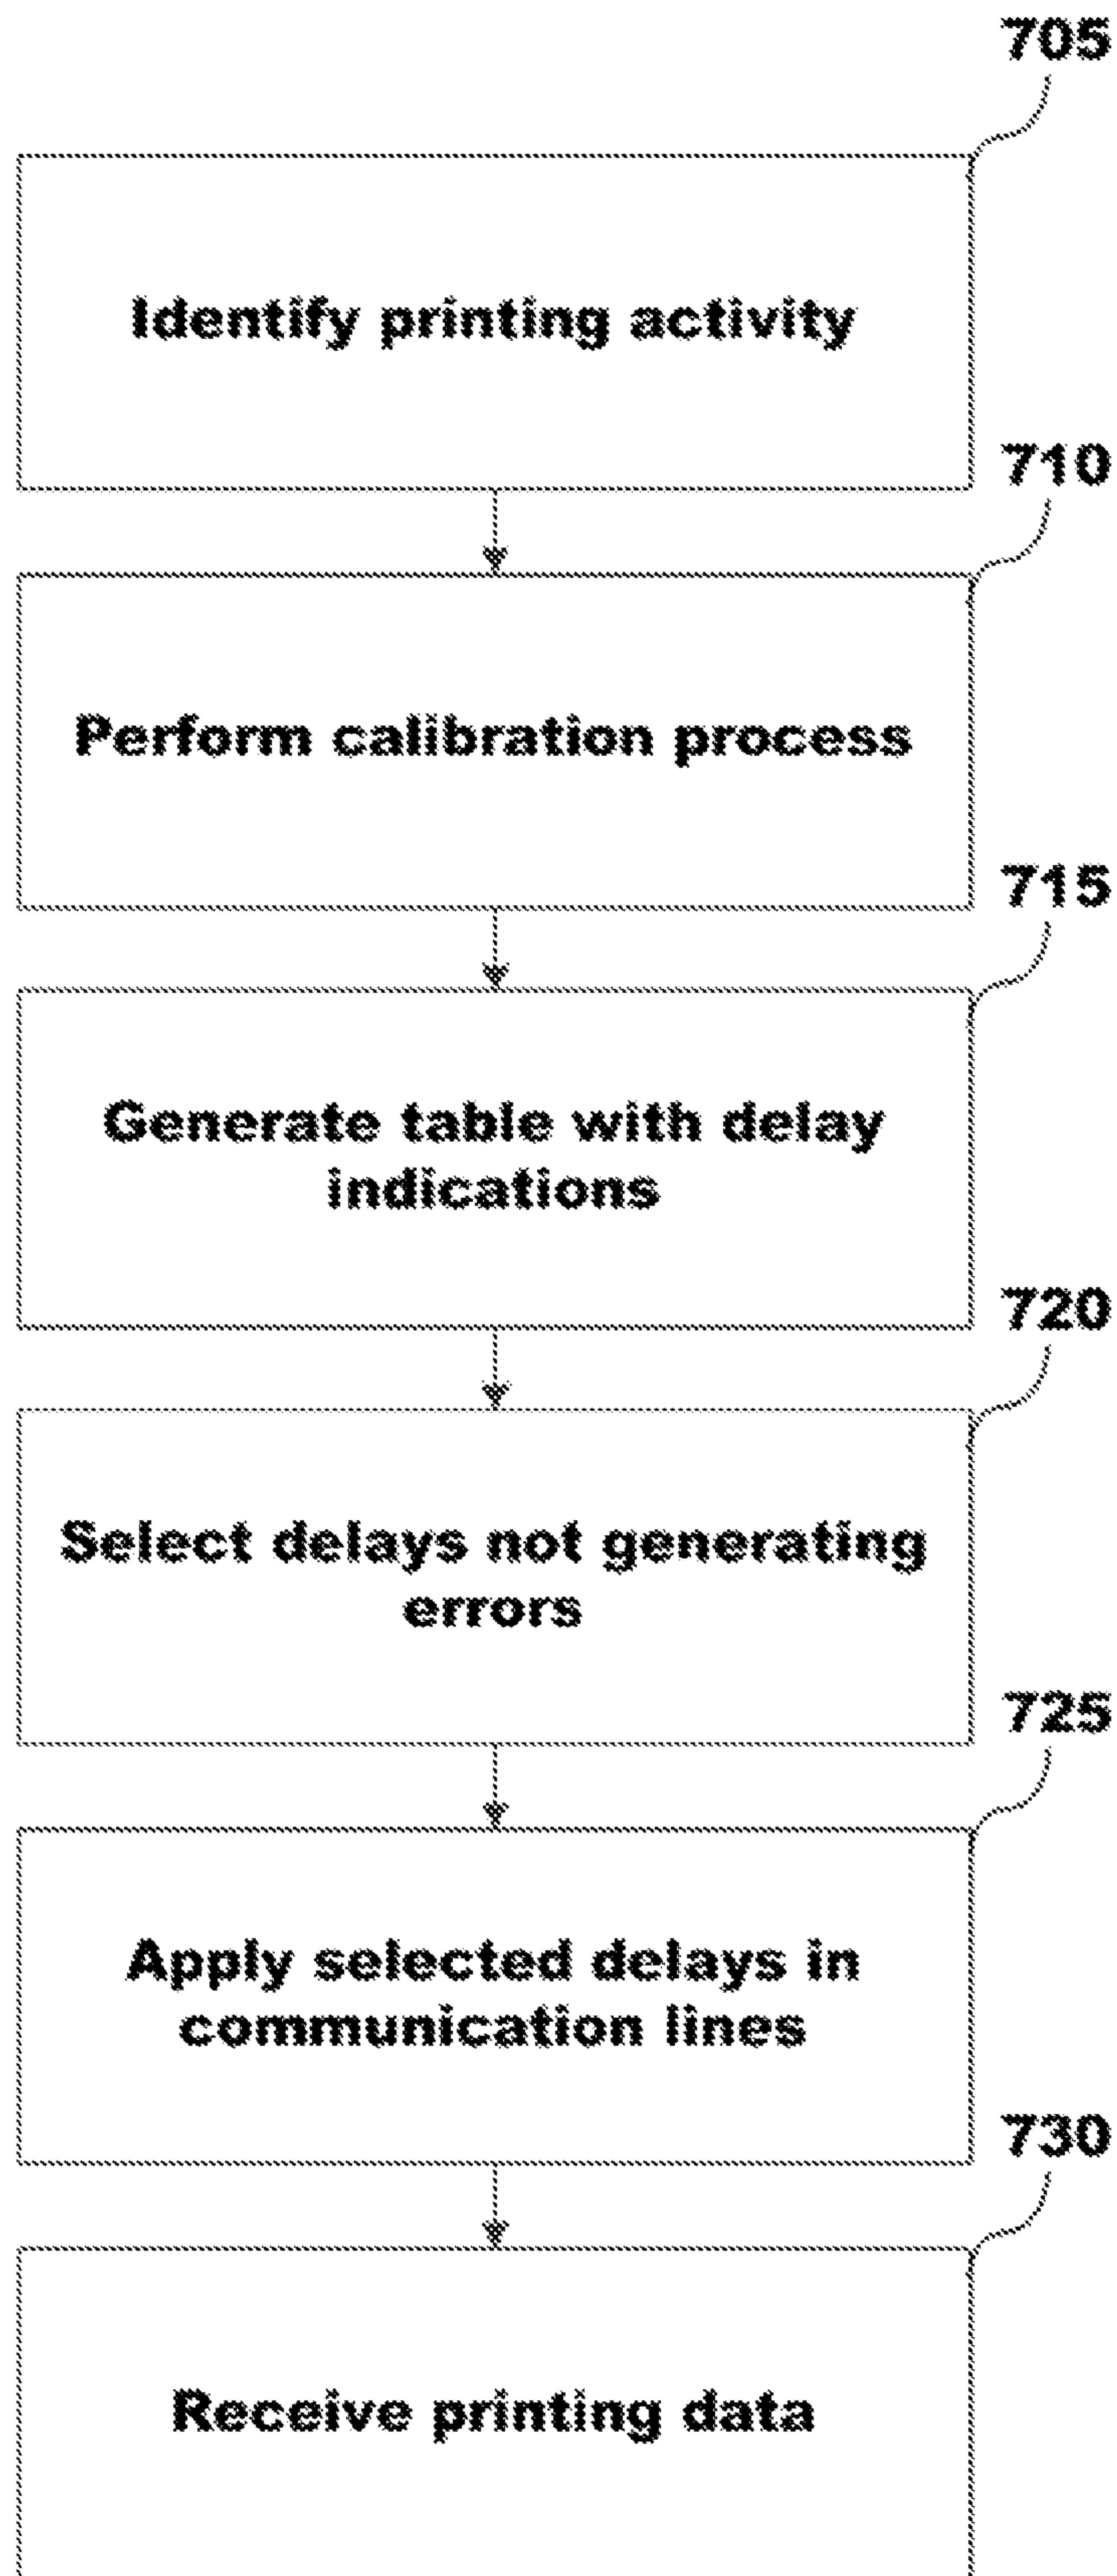 705
Identify printing activity
710
Perform calibration process
715
Generate table with delay
indications
720
Select delays not generating
errors
725
Apply selected delays in
communication lines
730
Receive printing data